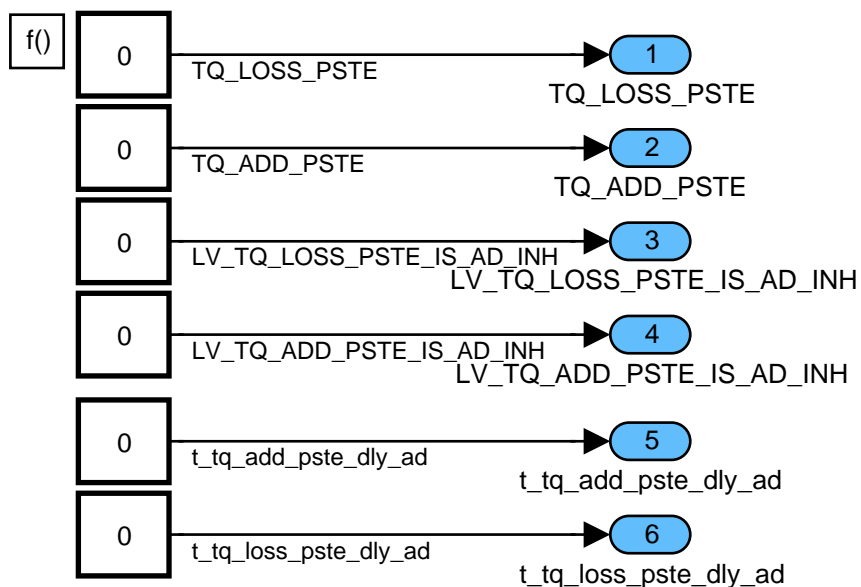 f()
0
1
TQ_LOSS_PSTE
TQ_LOSS_PSTE
0
2
TQ_ADD_PSTE
TQ_ADD_PSTE
0
3
LV_TQ_LOSS_PSTE_IS_AD_INH
LV_TQ_LOSS_PSTE_IS_AD_INH
0
4
LV_TQ_ADD_PSTE_IS_AD_INH
LV_TQ_ADD_PSTE_IS_AD_INH
0
5
t_tq_add_pste_dly_ad
t_tq_add_pste_dly_ad
0
6
t_tq_loss_pste_dly_ad
t_tq_loss_pste_dly_ad